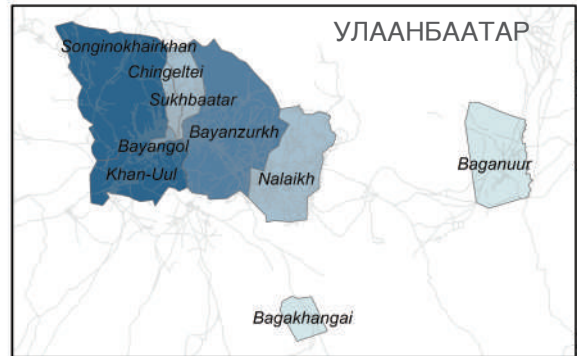 УЛААНБААТАР
Songinokhairkhan
Chingeltei
Sukhbaatar
Bayanzurkh
Bayangol
Khan-Uul
Nalaikh
Baganuur
Bagakhangai